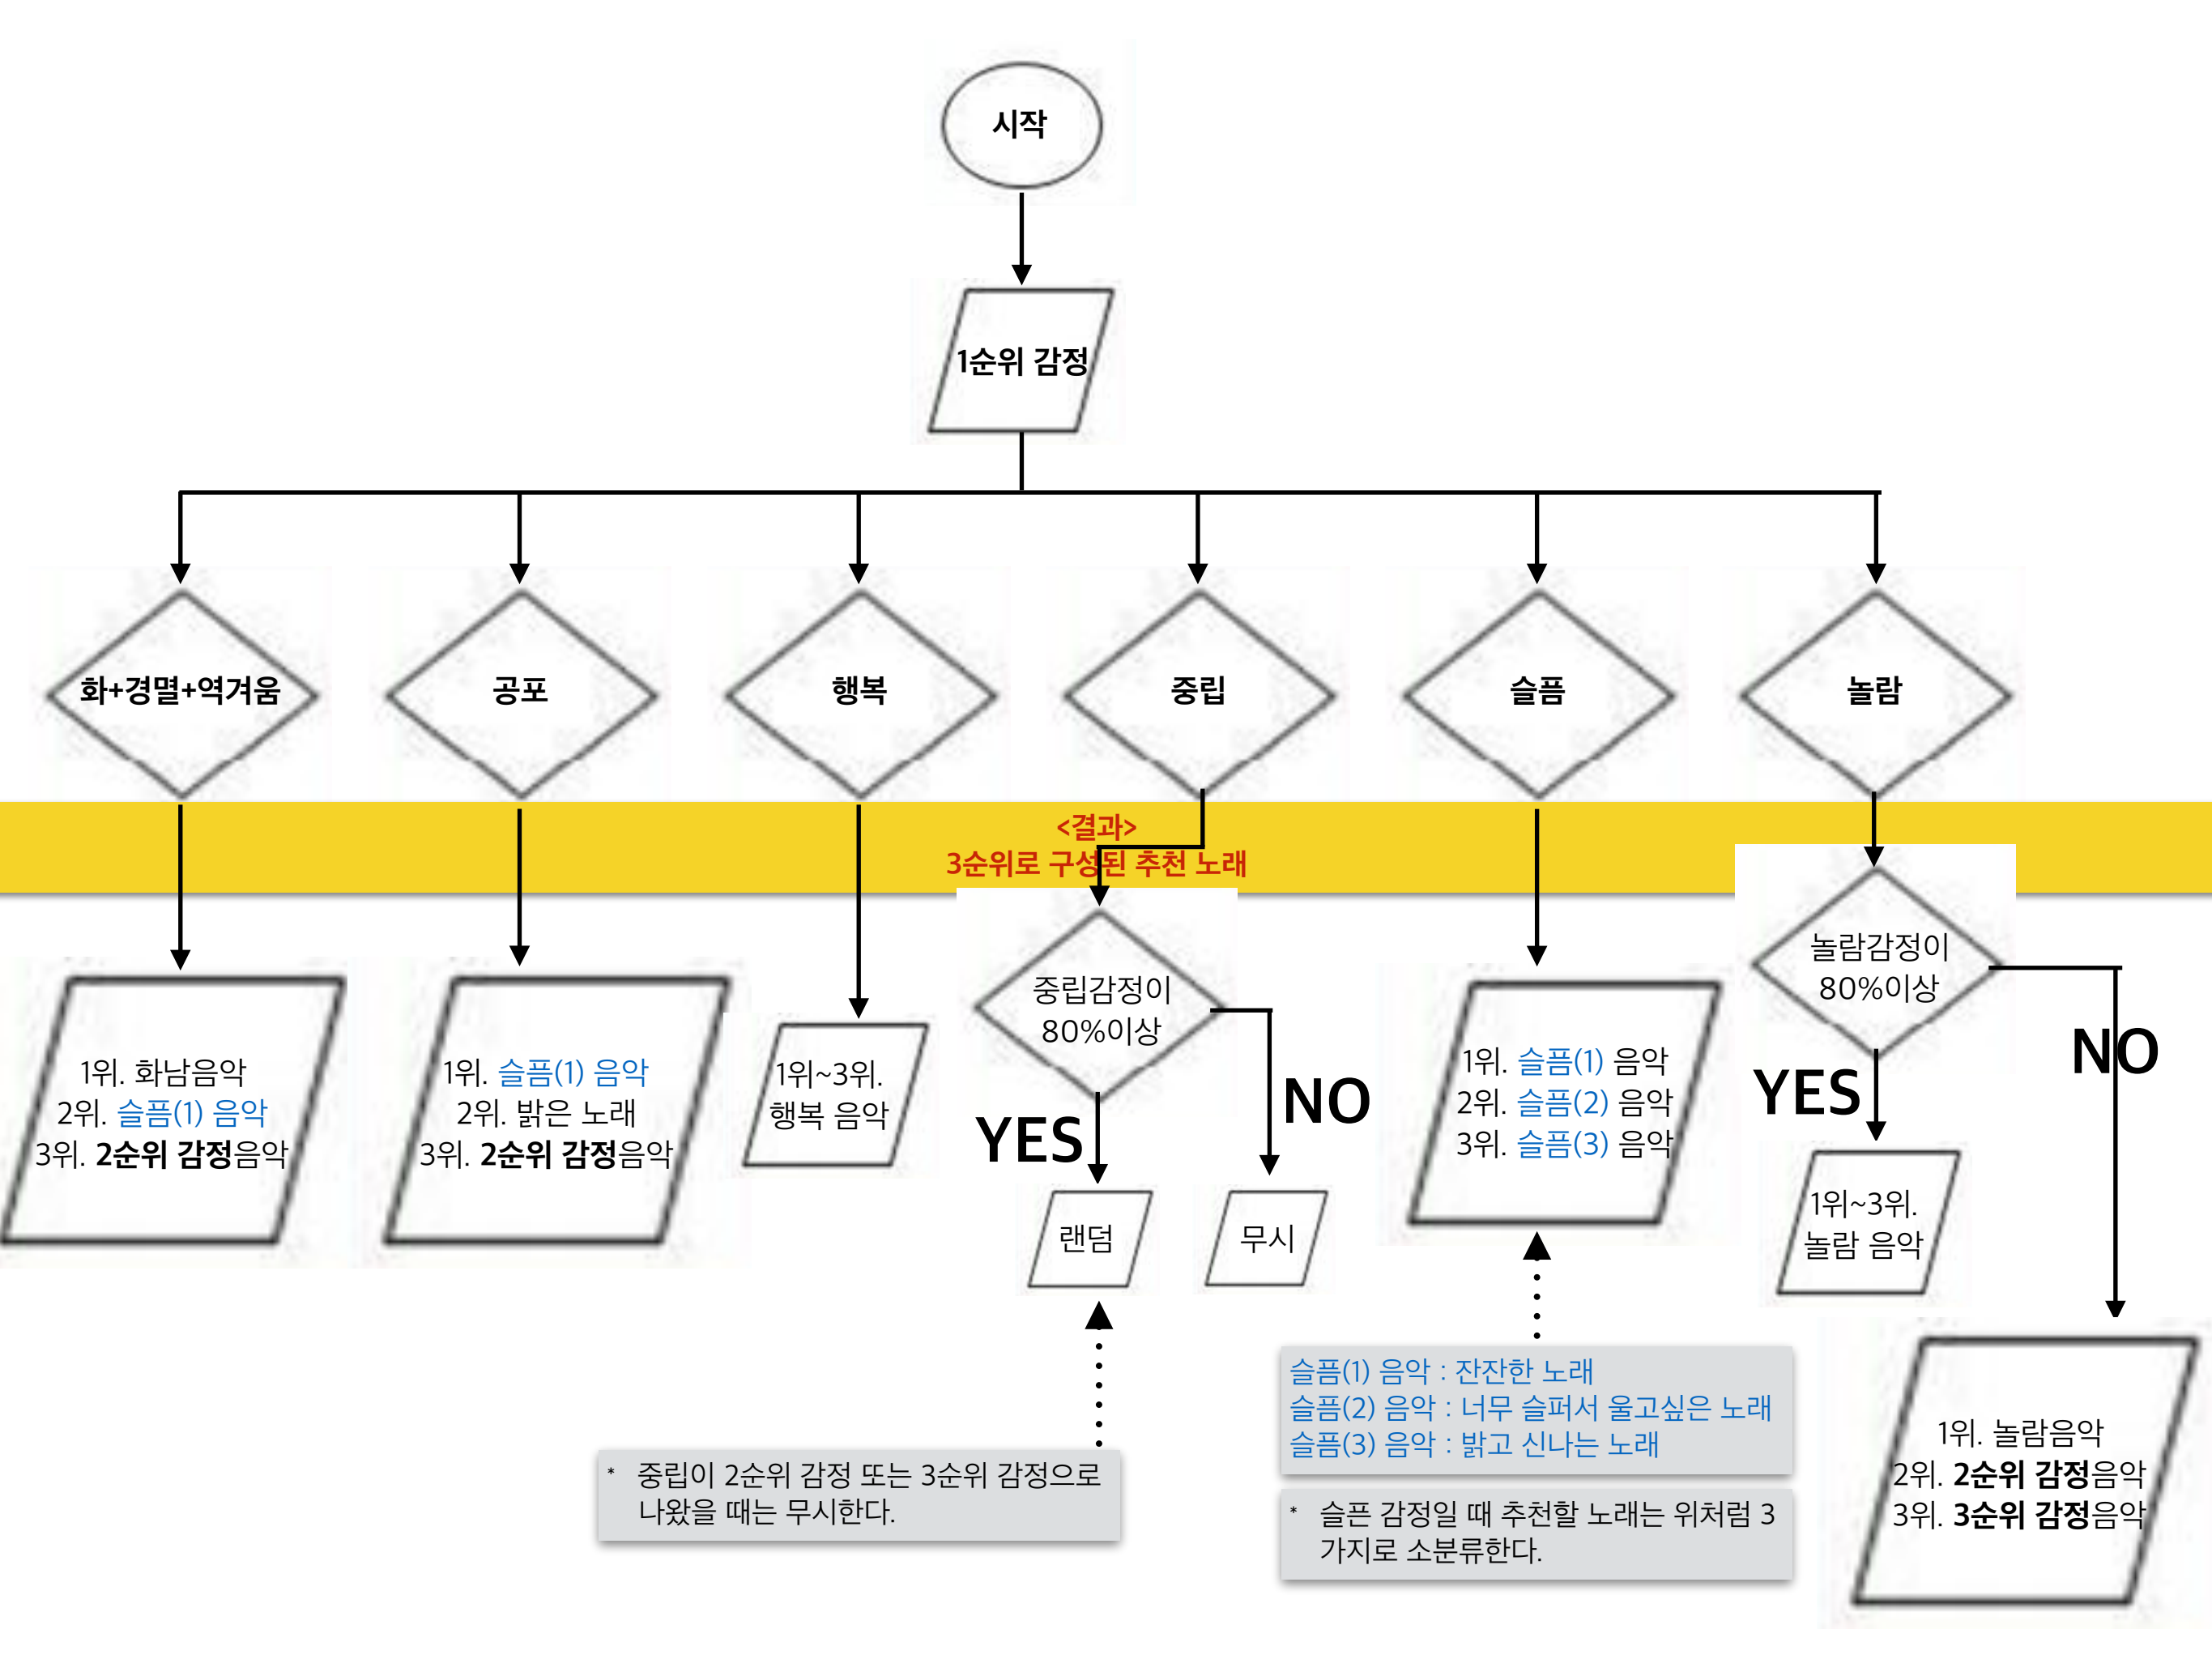 시작
1순위 감정
화+경멸+역겨움
공포
행복
중립
슬픔
놀람
<결과>
3순위로 구성된 추천 노래
1위. 화남음악
2위. 슬픔(1) 음악
3위. 2순위 감정음악
1위. 슬픔(1) 음악
2위. 밝은 노래
3위. 2순위 감정음악
1위~3위.
행복 음악
중립감정이
80%이상
YES
NO
랜덤
무시
* 중립이 2순위 감정 또는 3순위 감정으로
나왔을 때는 무시한다.
1위. 슬픔(1) 음악
2위. 슬픔(2) 음악
3위. 슬픔(3) 음악
슬픔(1) 음악 : 잔잔한 노래
슬픔(2) 음악 : 너무 슬퍼서 울고싶은 노래
슬픔(3) 음악 : 밝고 신나는 노래
* 슬픈 감정일 때 추천할 노래는 위처럼 3
가지로 소분류한다.
놀람감정이
80%이상
YES
NO
1위~3위.
놀람 음악
1위. 놀람음악
2위. 2순위 감정음악
3위. 3순위 감정음악